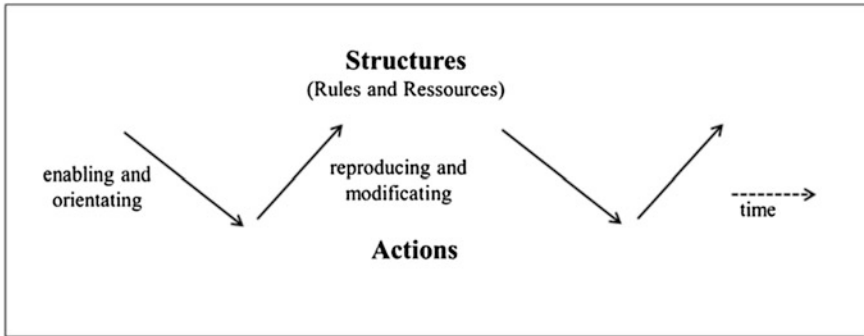 Structures
(Rules and Ressources)
enabling and
orientating
reproducing and
modificating
time
Actions